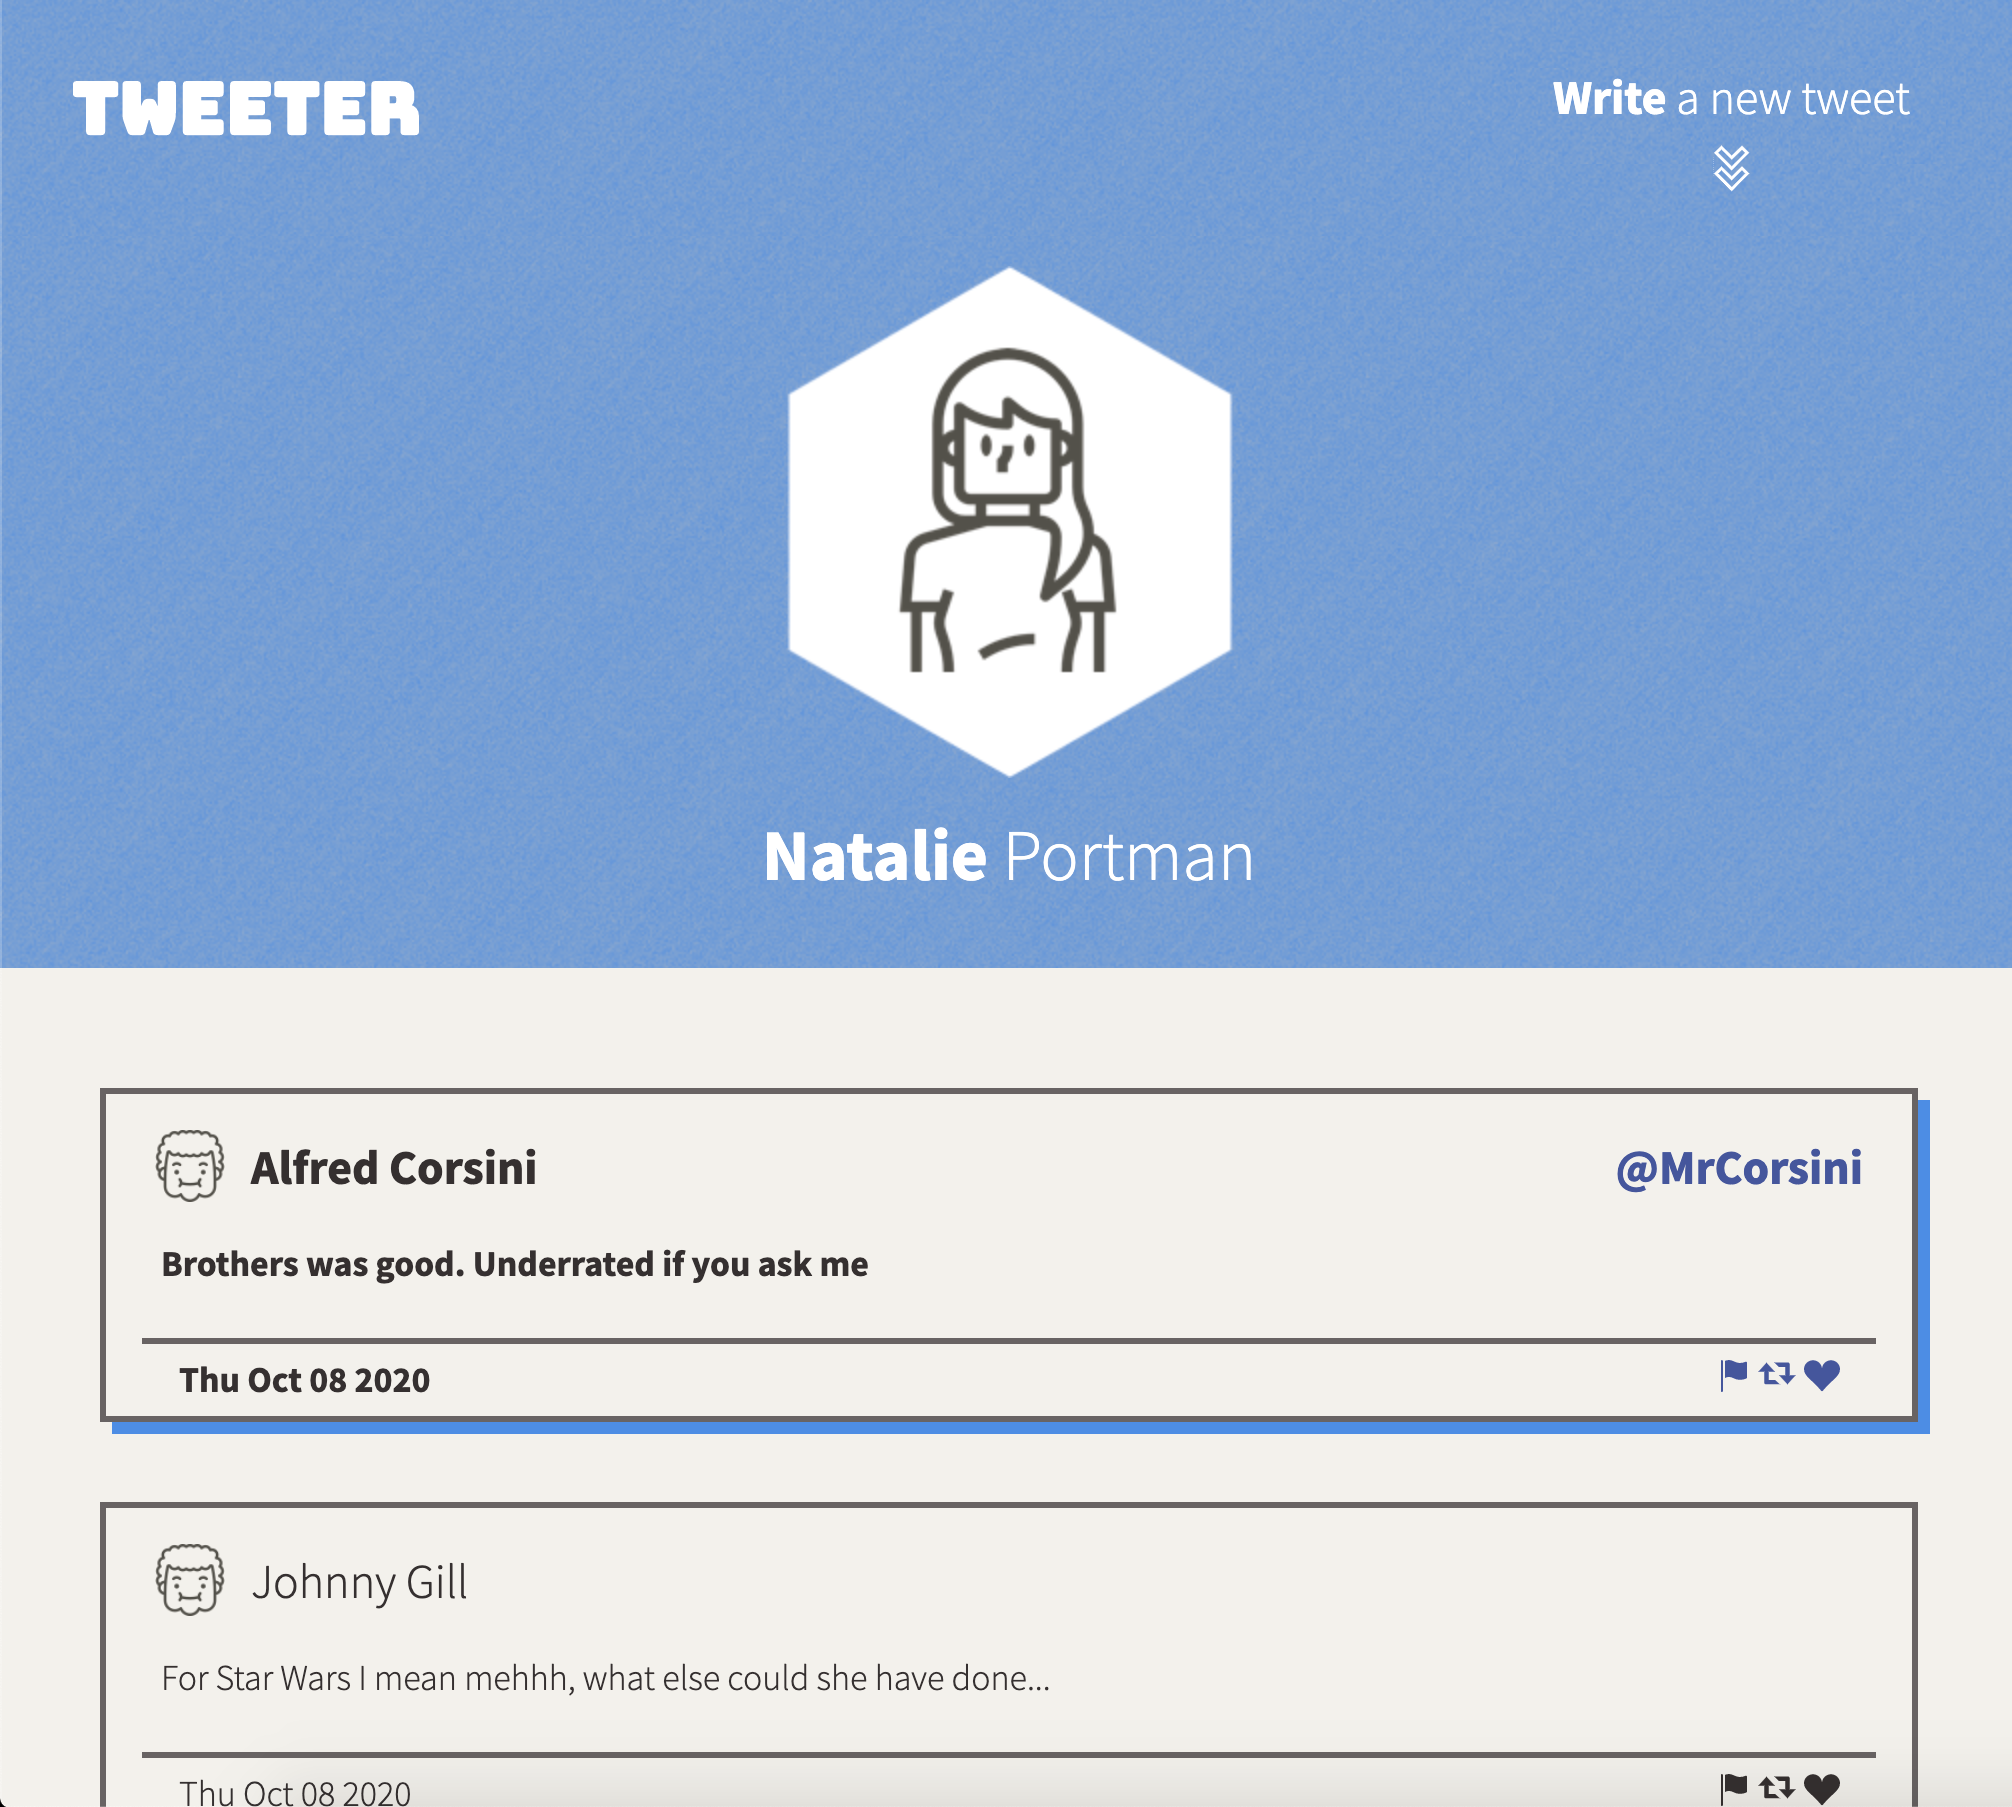 TWEETER
Write a new tweet
Natalie Portman
Alfred Corsini
@MrCorsini
Brothers was good. Underrated if you ask me
Thu Oct 08 2020
Johnny Gill
For Star Wars I mean mehhh, what else could she have done...
Thu Oct 08 2020